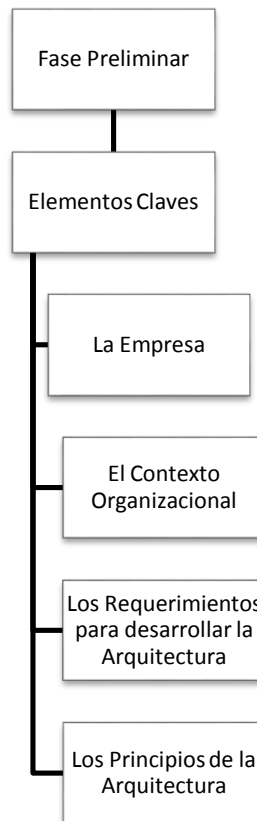 Fase Preliminar
Elementos Claves
La Empresa
El Contexto
Organizacional
Los Requerimientos
para desarrollar la
Arquitectura
Los Principios de la
Arquitectura